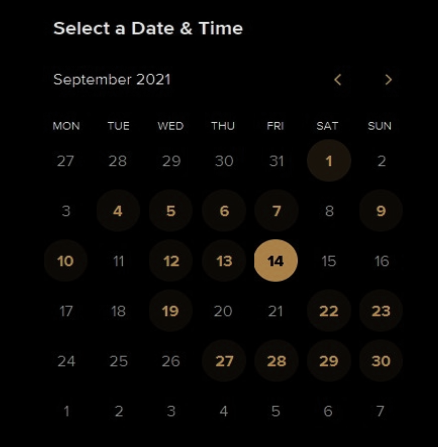 Select a Date & Time
September 2021 < >
MON TUE WED THU FRI SAT SUN
27 28 29 30 31 1 2
3 4 5 6 7 8 9
10 11 12 13 14 15 16
17 18 19 20 21 22 23
24 25 26 27 28 29 30
1 2 3 4 5 6 7